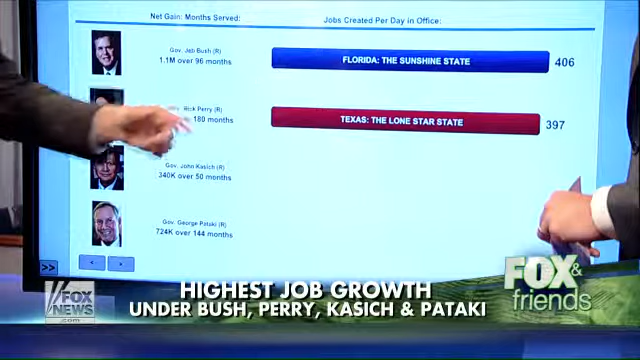 Net Gain: Months Served:
Jobs Created Per Day in Office:
Gov. Jeb Bush (R)
1.1M over 96 months
FLORIDA: THE SUNSHINE STATE
406
Rick Perry (R)
180 months
TEXAS: THE LONE STAR STATE
397
Gov. John Kasich (R)
340K over 50 months
Gov. George Pataki (R)
724K over 144 months
>>
<
>
HIGHEST JOB GROWTH
UNDER BUSH, PERRY, KASICH & PATAKI
FOX
NEWS
.com
FOX &
friends